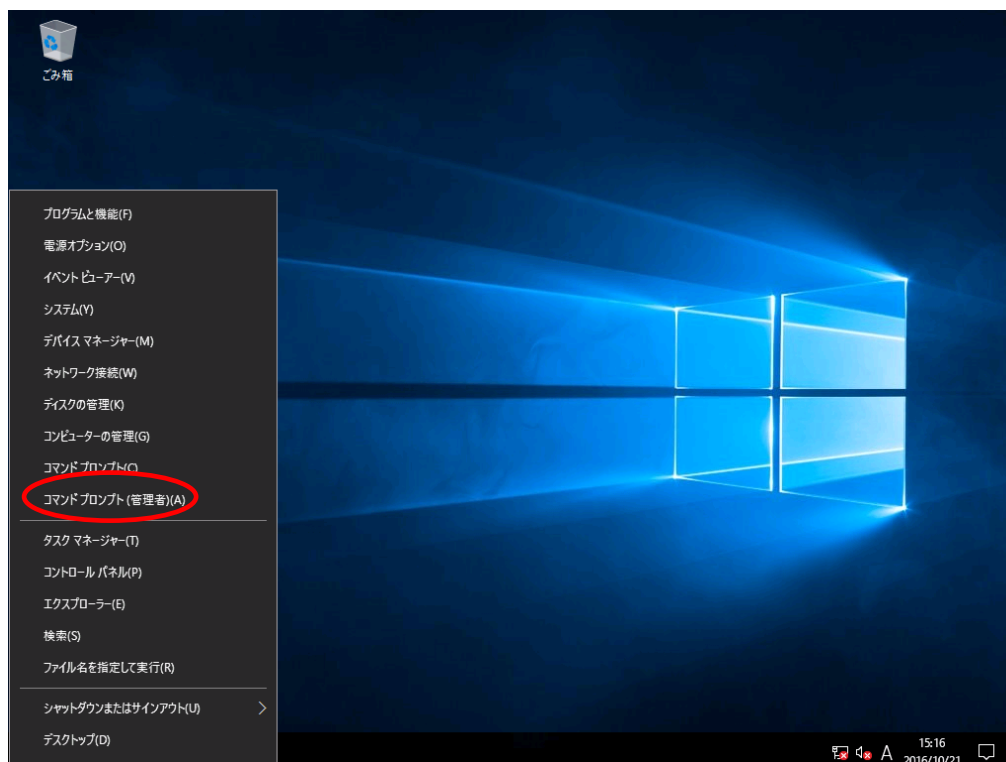 ごみ箱
プログラムと機能(F)
電源オプション(O)
イベント ビューアー(V)
システム(Y)
デバイス マネージャー(M)
ネットワーク接続(W)
ディスクの管理(K)
コンピューターの管理(G)
コマンド プロンプト(C)
コマンド プロンプト (管理者)(A)
タスク マネージャー(T)
コントロール パネル(P)
エクスプローラー(E)
検索(S)
ファイル名を指定して実行(R)
シャットダウンまたはサインアウト(U)
デスクトップ(D)
A
15:16
2016/10/21